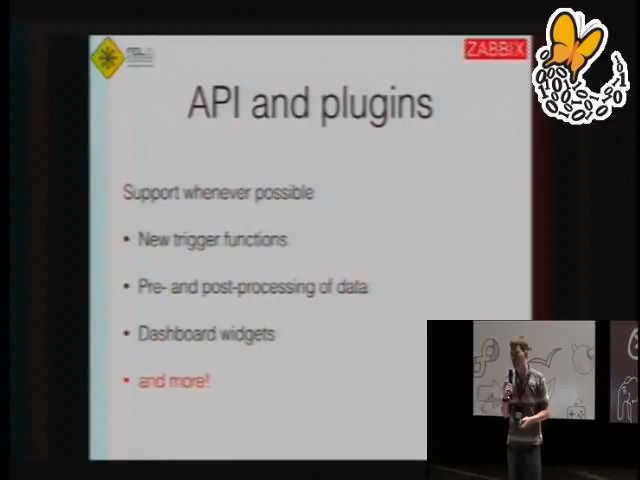 ZABBIX
API and plugins
Support whenever possible
• New trigger functions
• Pre- and post-processing of data
• Dashboard widgets
• and more!